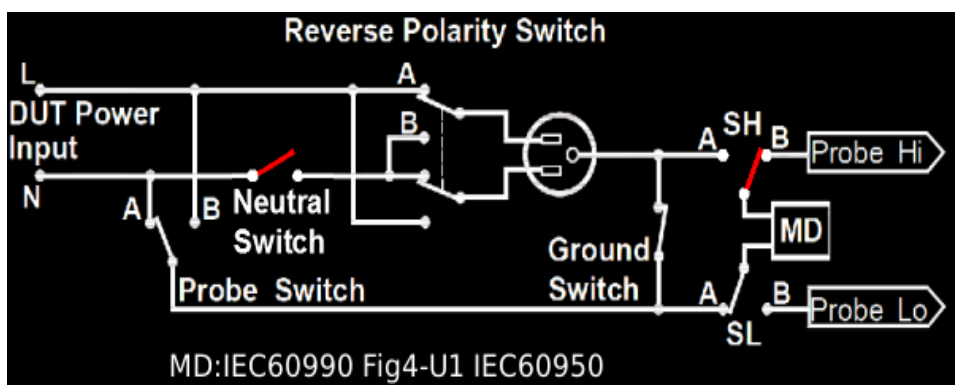 Reverse Polarity Switch
L
A
SH
DUT Power
Input
B
A
B
Probe Hi
N
A
B
Neutral
Switch
MD
Ground
Switch
Probe Switch
A
B
Probe Lo
SL
MD:IEC60990 Fig4-U1 IEC60950